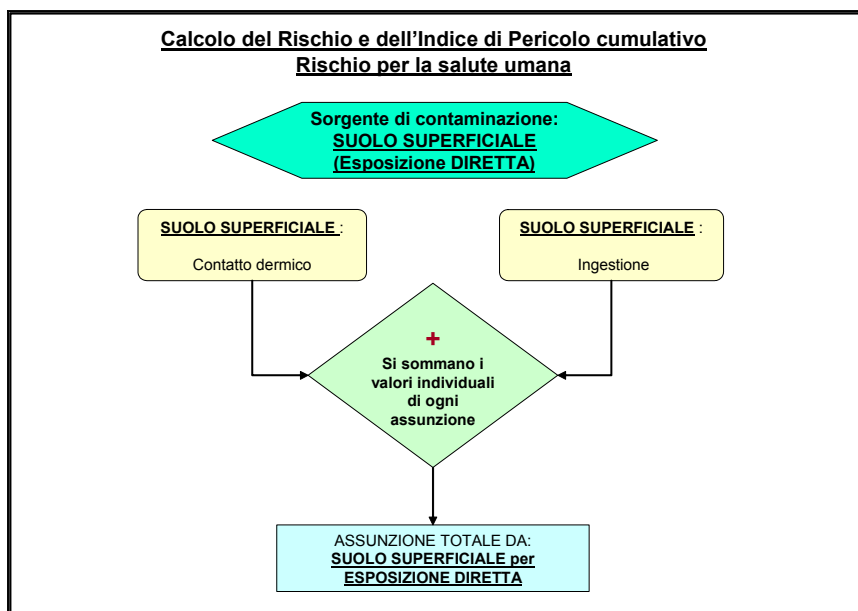 Calcolo del Rischio e dell'Indice di Pericolo cumulativo
Rischio per la salute umana
Sorgente di contaminazione:
SUOLO SUPERFICIALE
(Esposizione DIRETTA)
SUOLO SUPERFICIALE :
Contatto dermico
SUOLO SUPERFICIALE :
Ingestione
+
Si sommano i
valori individuali
di ogni
assunzione
ASSUNZIONE TOTALE DA:
SUOLO SUPERFICIALE per
ESPOSIZIONE DIRETTA